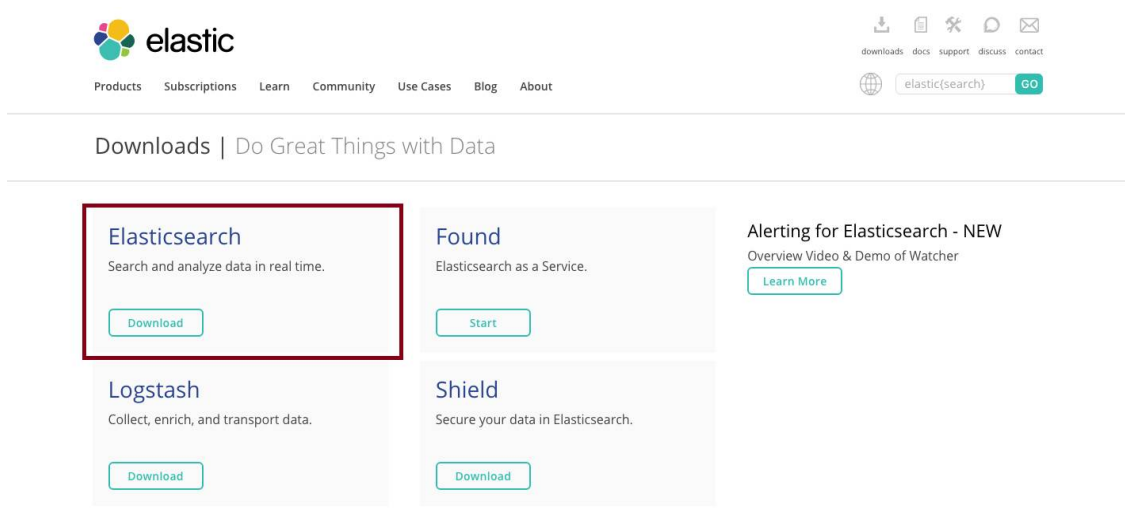 elastic
downloads docs support discuss contact
Products Subscriptions Learn Community Use Cases Blog About
elastic{search} GO
Downloads | Do Great Things with Data
Elasticsearch
Search and analyze data in real time.
Download
Found
Elasticsearch as a Service.
Start
Alerting for Elasticsearch - NEW
Overview Video & Demo of Watcher
Learn More
Logstash
Collect, enrich, and transport data.
Download
Shield
Secure your data in Elasticsearch.
Download